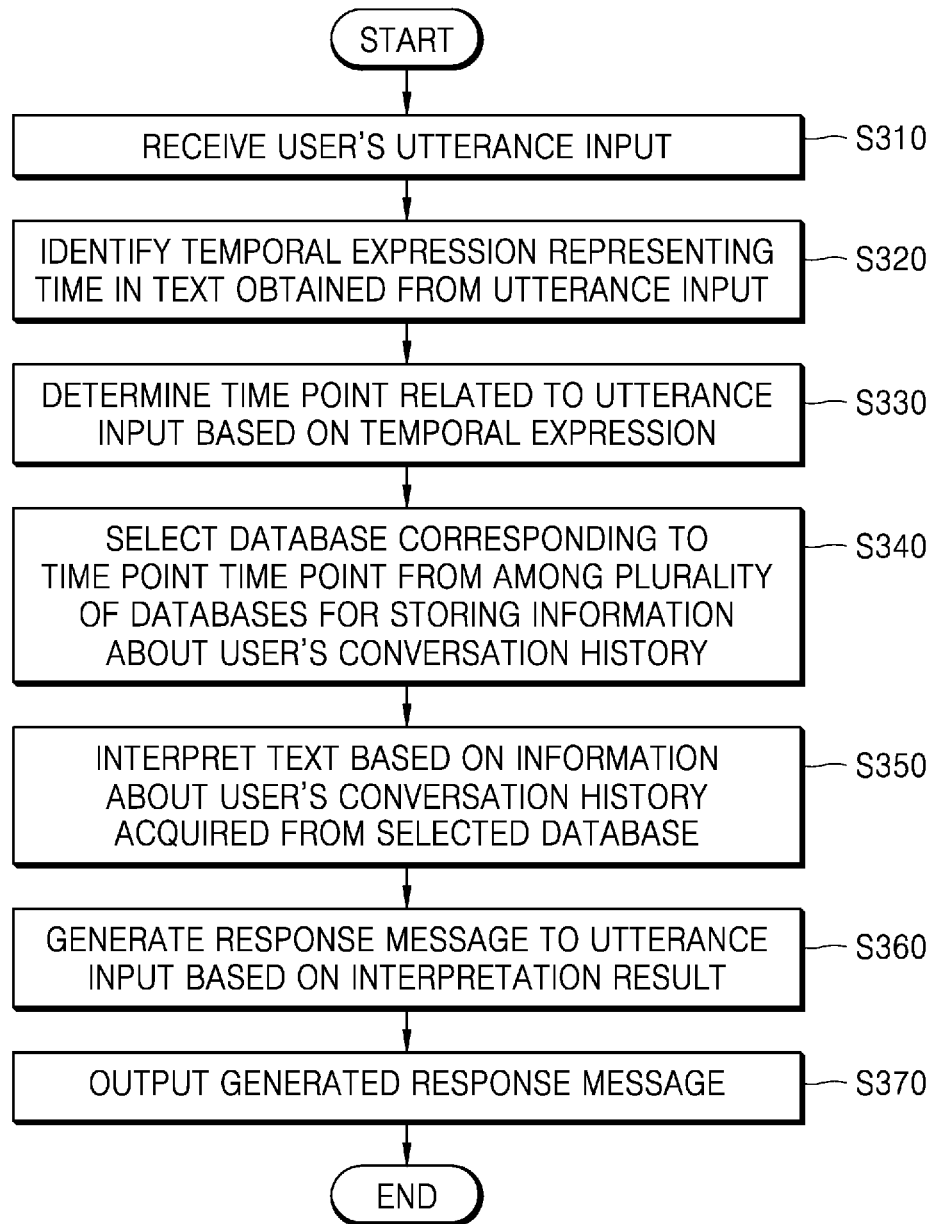 START
RECEIVE USER'S UTTERANCE INPUT
S310
IDENTIFY TEMPORAL EXPRESSION REPRESENTING
TIME IN TEXT OBTAINED FROM UTTERANCE INPUT
S320
DETERMINE TIME POINT RELATED TO UTTERANCE
INPUT BASED ON TEMPORAL EXPRESSION
S330
SELECT DATABASE CORRESPONDING TO
TIME POINT TIME POINT FROM AMONG PLURALITY
OF DATABASES FOR STORING INFORMATION
ABOUT USER'S CONVERSATION HISTORY
S340
INTERPRET TEXT BASED ON INFORMATION
ABOUT USER'S CONVERSATION HISTORY
ACQUIRED FROM SELECTED DATABASE
S350
GENERATE RESPONSE MESSAGE TO UTTERANCE
INPUT BASED ON INTERPRETATION RESULT
S360
OUTPUT GENERATED RESPONSE MESSAGE
S370
END